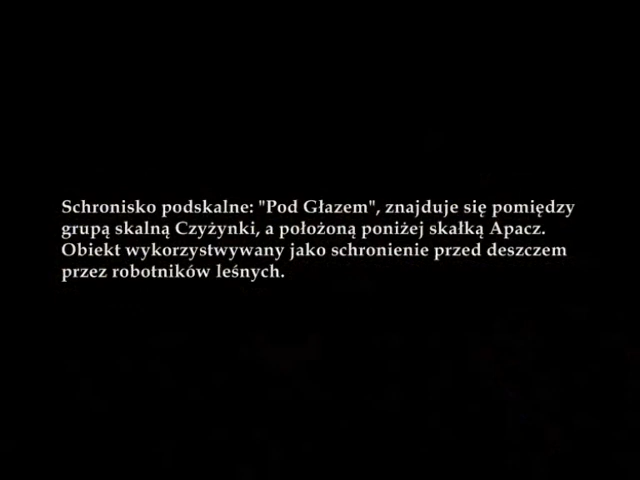 Schronisko podskalne: "Pod Głazem", znajduje się pomiędzy
grupą skalną Czyżynki, a położoną poniżej skałką Apacz.
Obiekt wykorzystwywany jako schronienie przed deszczem
przez robotników leśnych.